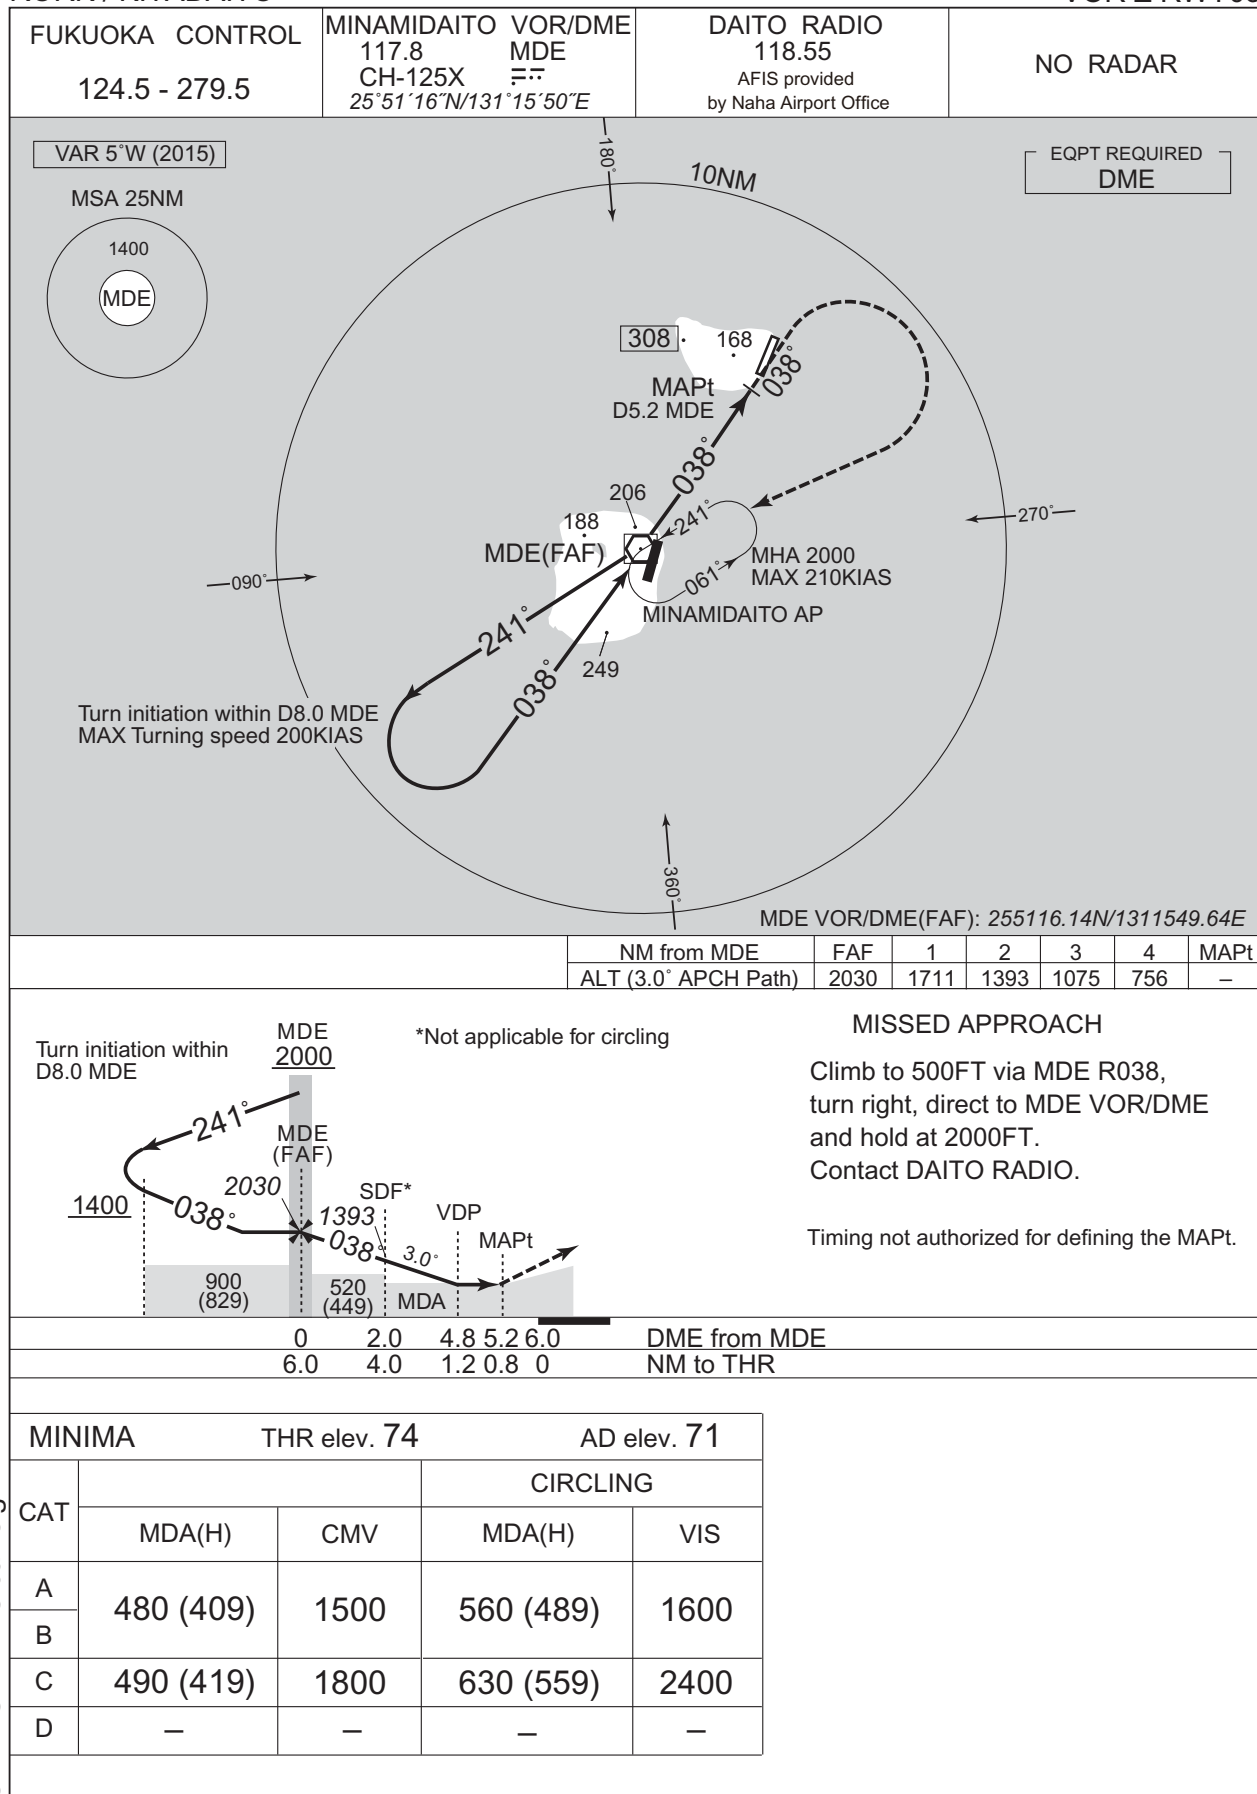 FUKUOKA CONTROL
124.5 - 279.5
MINAMIDAITO VOR/DME
117.8 MDE
CH-125X
25°51´16˝N/131°15´50˝E
DAITO RADIO
118.55
AFIS provided
by Naha Airport Office
NO RADAR
VAR 5°W (2015)
MSA 25NM
1400
MDE
EQPT REQUIRED
DME
180°
10NM
308
168
MAPt
D5.2 MDE
038°
038°
206
188
MDE(FAF)
241°
270°
MHA 2000
MAX 210KIAS
061°
090°
MINAMIDAITO AP
241°
249
038°
Turn initiation within D8.0 MDE
MAX Turning speed 200KIAS
360°
MDE VOR/DME(FAF): 255116.14N/1311549.64E
NM from MDE FAF 1 2 3 4 MAPt
ALT (3.0° APCH Path) 2030 1711 1393 1075 756 –
Turn initiation within
D8.0 MDE
MDE
2000
*Not applicable for circling
241°
MDE
(FAF)
1400
038°
2030
SDF*
1393
038°
3.0°
VDP
MAPt
900
(829)
520
(449)
MDA
0 2.0 4.8 5.2 6.0 DME from MDE
6.0 4.0 1.2 0.8 0 NM to THR
MISSED APPROACH
Climb to 500FT via MDE R038,
turn right, direct to MDE VOR/DME
and hold at 2000FT.
Contact DAITO RADIO.
Timing not authorized for defining the MAPt.
MINIMA THR elev. 74 AD elev. 71
CAT CIRCLING
MDA(H) CMV MDA(H) VIS
A
B
480 (409) 1500 560 (489) 1600
C 490 (419) 1800 630 (559) 2400
D – – – –